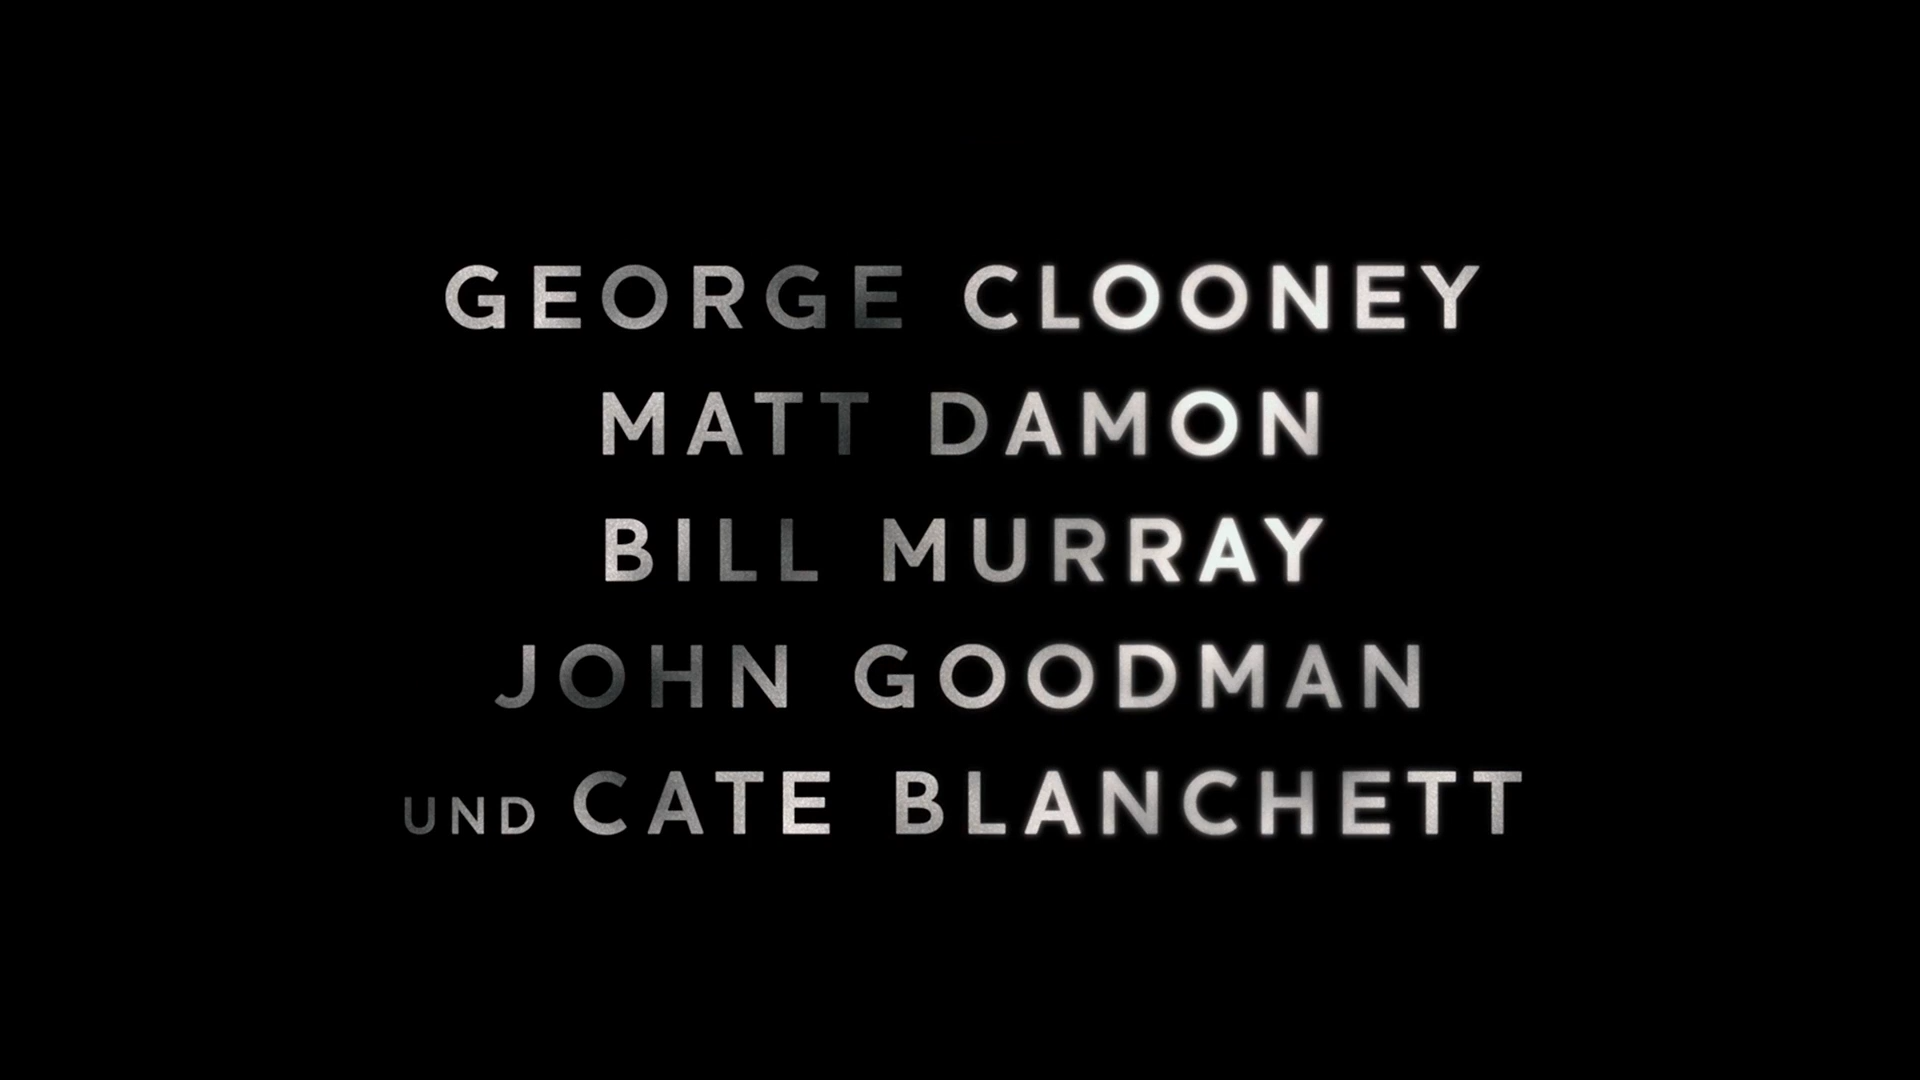 GEORGE CLOONEY
MATT DAMON
BILL MURRAY
JOHN GOODMAN
UND CATE BLANCHETT